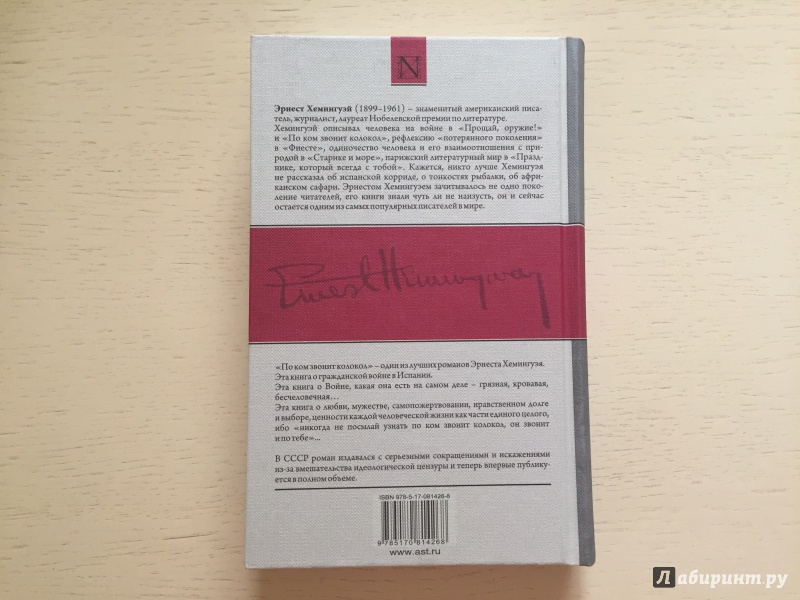 N
Эрнест Хемингуэй (1899–1961) – знаменитый американский писа-
тель, журналист, лауреат Нобелевской премии по литературе.
Хемингуэй описывал человека на войне в «Прощай, оружие!»
и «По ком звонит колокол», рефлексию «потерянного поколения»
в «Фиесте», одиночество человека и его взаимоотношения с при-
родой в «Старике и море», парижский литературный мир в «Празд-
нике, который всегда с тобой». Кажется, никто лучше Хемингуэя
не рассказал об испанской корриде, о тонкостях рыбалки, об аф-
риканском сафари. Эрнестом Хемингуэем зачитывалось не одно поко-
ление читателей, его книги знали чуть ли не наизусть, он и сейчас
остается одним из самых популярных писателей в мире.
Ernest Hemingway
«По ком звонит колокол» – один из лучших романов Эрнеста Хемингуэя.
Эта книга о гражданской войне в Испании.
Эта книга о Войне, какая она есть на самом деле – грязная, кровавая,
бесчеловечная...
Эта книга о любви, мужестве, самопожертвовании, нравственном долге
и выборе, ценности каждой человеческой жизни как части единого целого,
ибо «никогда не посылай узнать по ком звонит колокол, он звонит
и по тебе»...
В СССР роман издавался с серьезными сокращениями и искажениями
из-за вмешательства идеологической цензуры и теперь впервые публику-
ется в полном объеме.
ISBN 978-5-17-081426-8
9 785170 814268
www.ast.ru
Лабиринт.ру